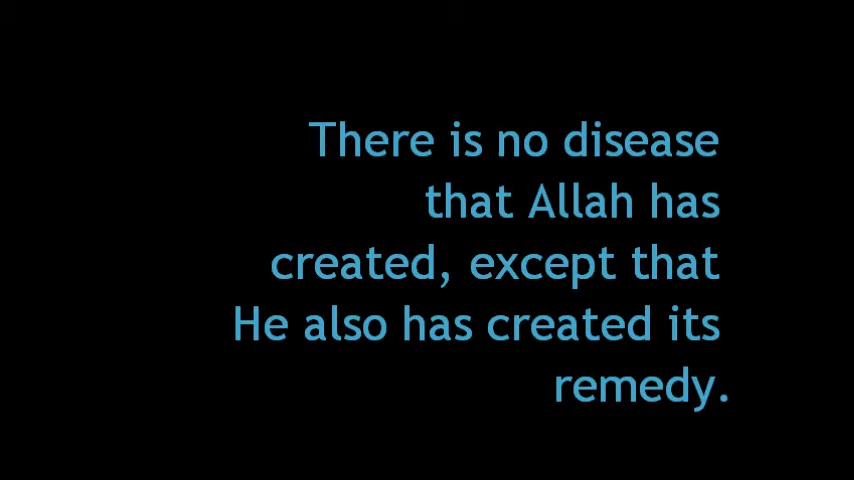 There is no disease
that Allah has
created, except that
He also has created its
remedy.